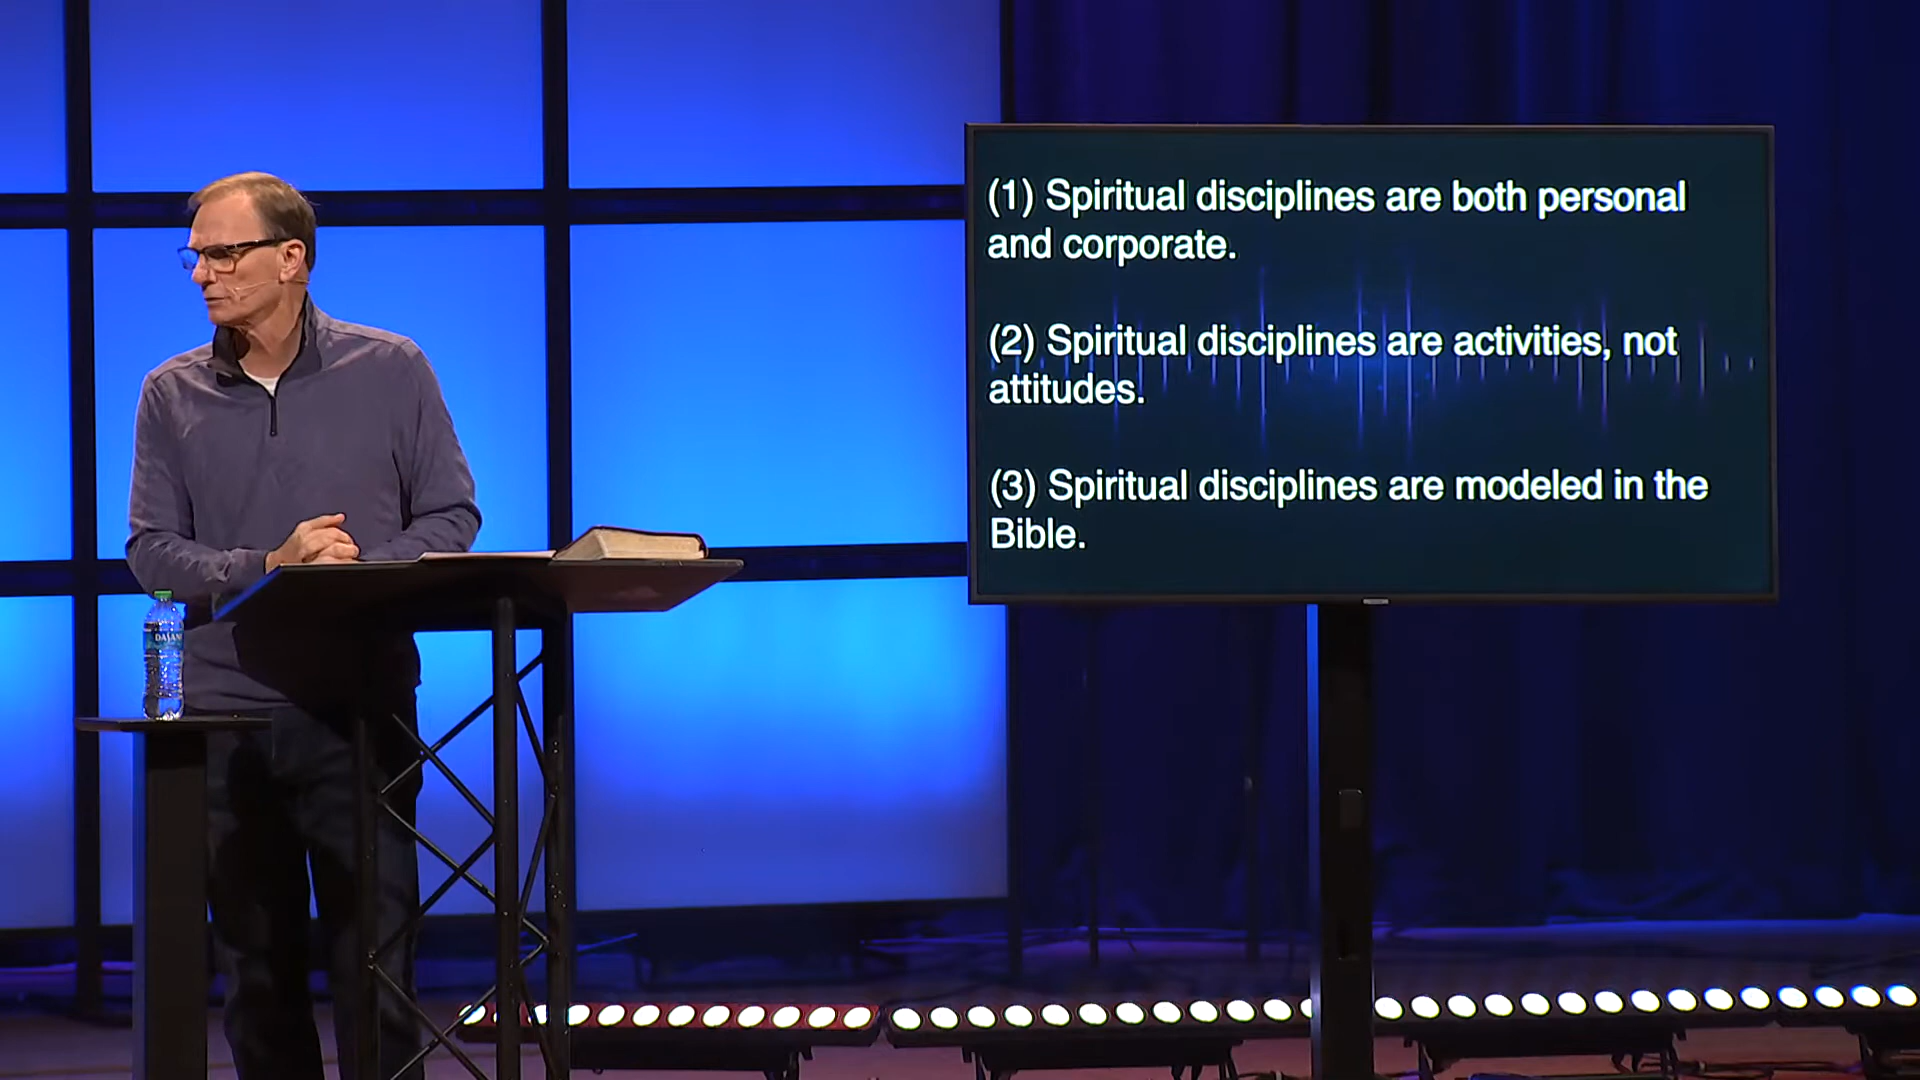 (1) Spiritual disciplines are both personal
and corporate.
(2) Spiritual disciplines are activities, not
attitudes.
(3) Spiritual disciplines are modeled in the
Bible.
DASANI